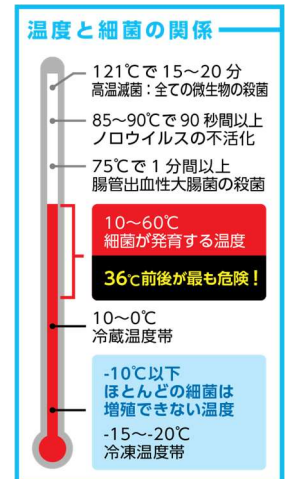 温度と細菌の関係
121℃で15〜20分
高温滅菌：全ての微生物の殺菌
85〜90℃で90秒間以上
ノロウイルスの不活化
75℃で1分間以上
腸管出血性大腸菌の殺菌
10〜60℃
細菌が発育する温度
36℃前後が最も危険！
10〜0℃
冷蔵温度帯
-10℃以下
ほとんどの細菌は
増殖できない温度
-15〜-20℃
冷凍温度帯